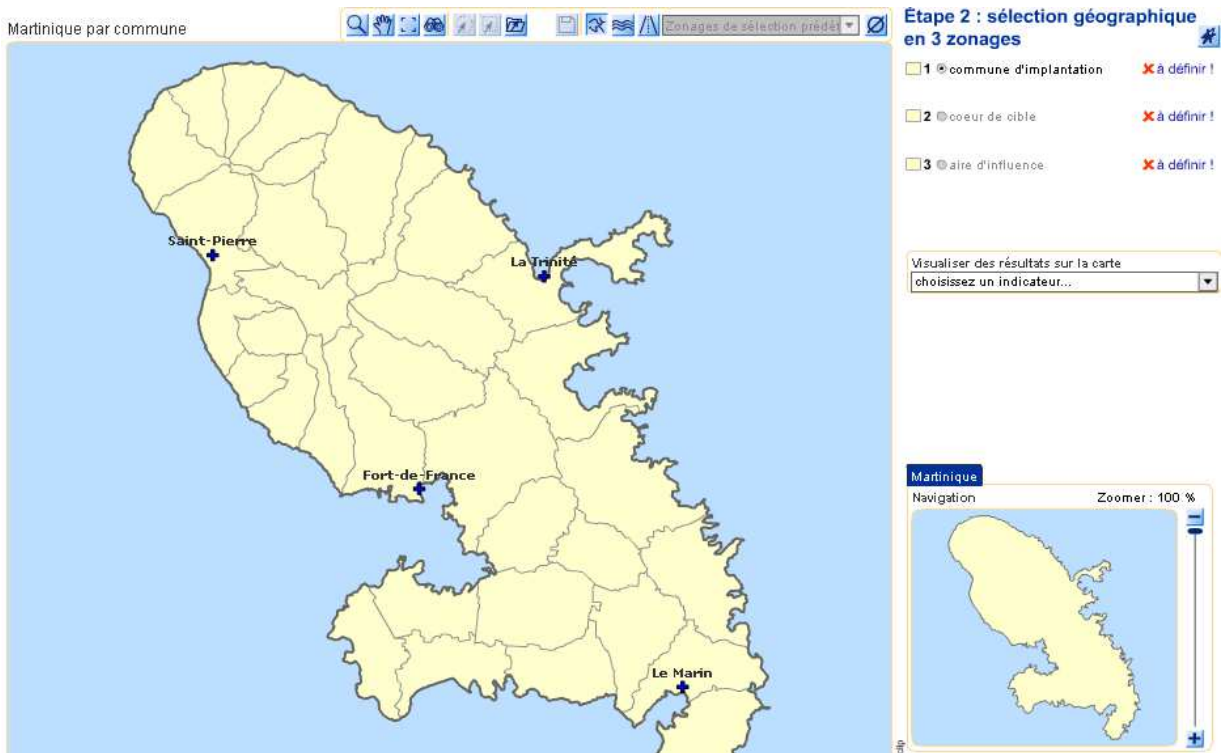 Martinique par commune
Zonages de sélection prédét
Étape 2 : sélection géographique
en 3 zonages
1 commune d'implantation à définir !
2 coeur de cible à définir !
3 aire d'influence à définir !
Saint-Pierre
La Trinité
Visualiser des résultats sur la carte
choisissez un indicateur...
Fort-de-France
Martinique
Navigation Zoomer : 100 %
Le Marin
clip